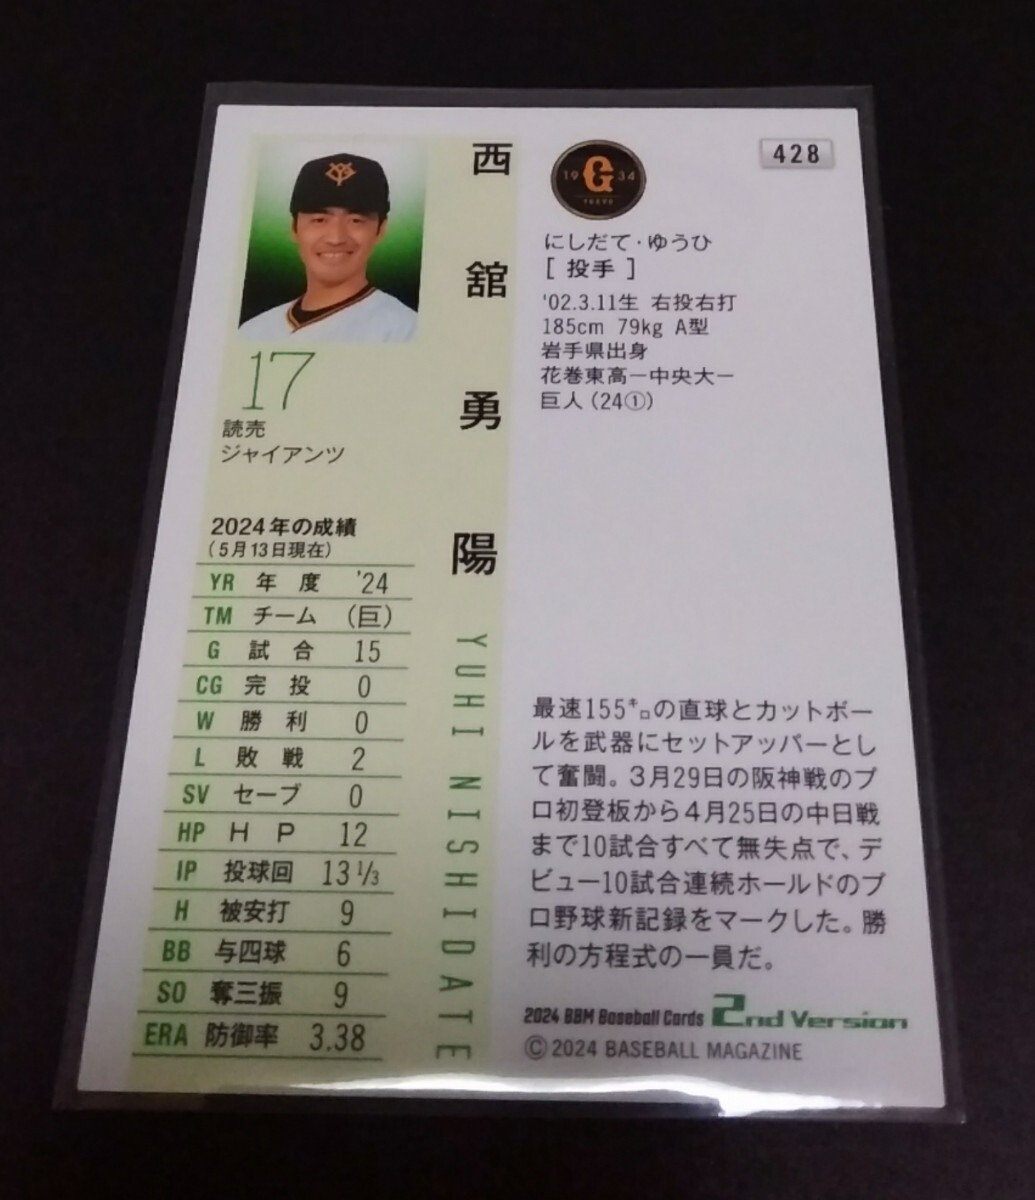 西舘勇陽
YUHI NISHIDATE
17
読売
ジャイアンツ
2024年の成績
(5月13日現在)
YR 年度 '24
TM チーム (巨)
G 試合 15
CG 完投 0
W 勝利 0
L 敗戦 2
SV セーブ 0
HP HP 12
IP 投球回 13 1/3
H 被安打 9
BB 与四球 6
SO 奪三振 9
ERA 防御率 3.38
19 G 34
TOKYO
428
にしだて・ゆうひ
[ 投手 ]
'02.3.11生 右投右打
185cm 79kg A型
岩手県出身
花巻東高ー中央大ー
巨人(24①)
最速155㌔の直球とカットボー
ルを武器にセットアッパーとし
て奮闘。3月29日の阪神戦のプ
ロ初登板から4月25日の中日戦
まで10試合すべて無失点で、デ
ビュー10試合連続ホールドのプ
ロ野球新記録をマークした。勝
利の方程式の一員だ。
2024 BBM Baseball Cards 2nd Version
©2024 BASEBALL MAGAZINE